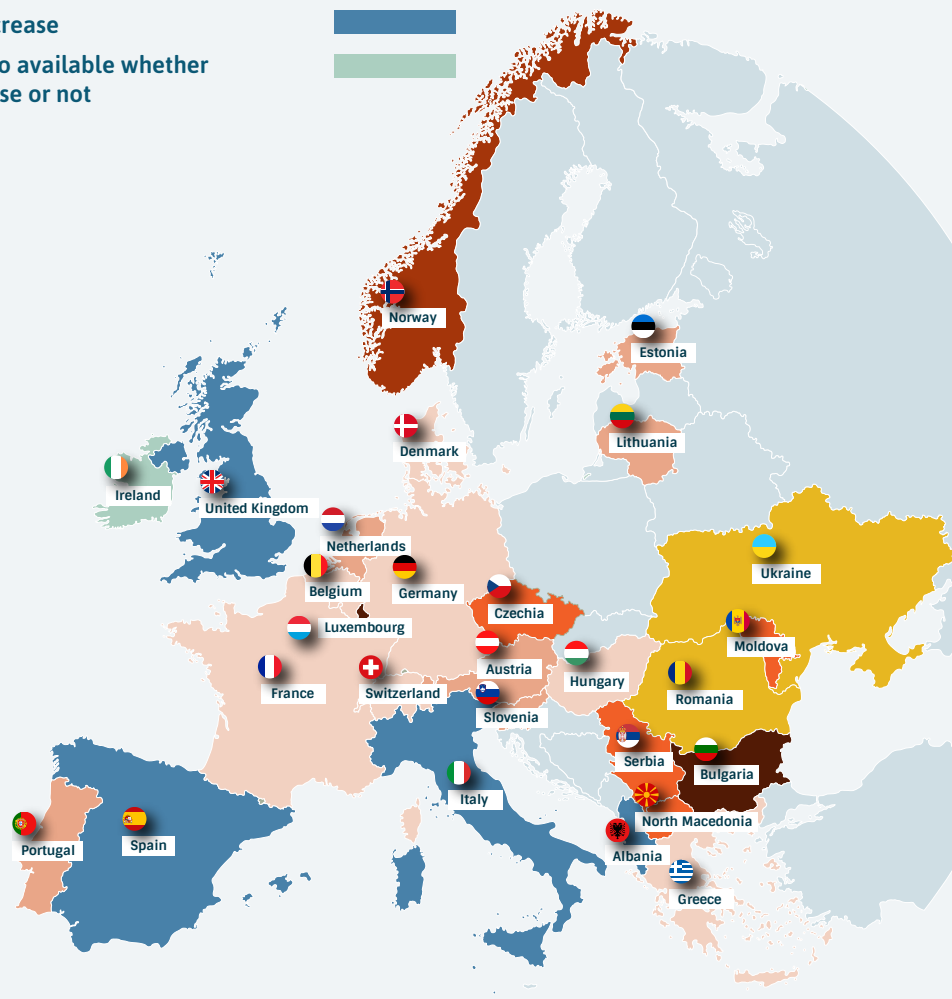 o available whether
se or not
Norway
Estonia
Lithuania
Denmark
Ireland
United Kingdom
Netherlands
Ukraine
Belgium
Germany
Czechia
Luxembourg
Moldova
Austria
Hungary
France
Switzerland
Romania
Slovenia
Serbia
Bulgaria
Italy
North Macedonia
Portugal
Spain
Albania
Greece